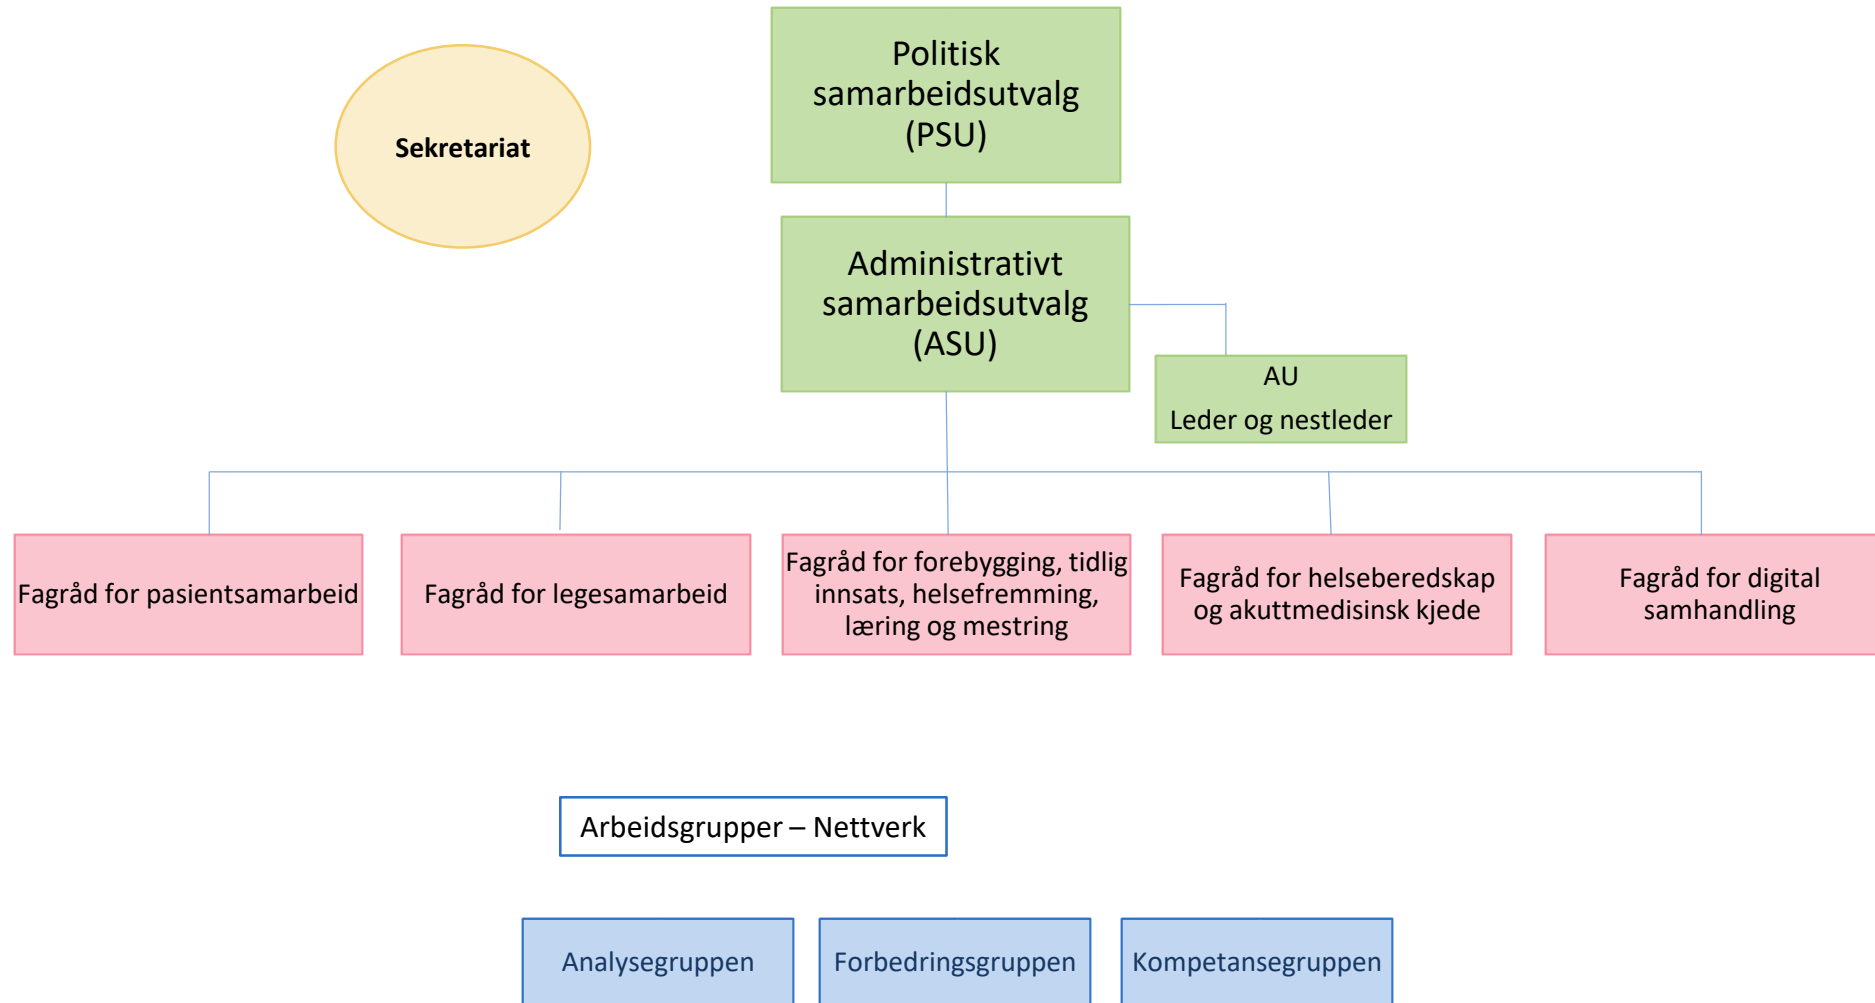 Politisk
samarbeidsutvalg
(PSU)
Sekretariat
Administrativt
samarbeidsutvalg
(ASU)
AU
Leder og nestleder
Fagråd for pasientsamarbeid
Fagråd for legesamarbeid
Fagråd for forebygging, tidlig
innsats, helsefremming,
læring og mestring
Fagråd for helseberedskap
og akuttmedisinsk kjede
Fagråd for digital
samhandling
Arbeidsgrupper – Nettverk
Analysegruppen
Forbedringsgruppen
Kompetansegruppen